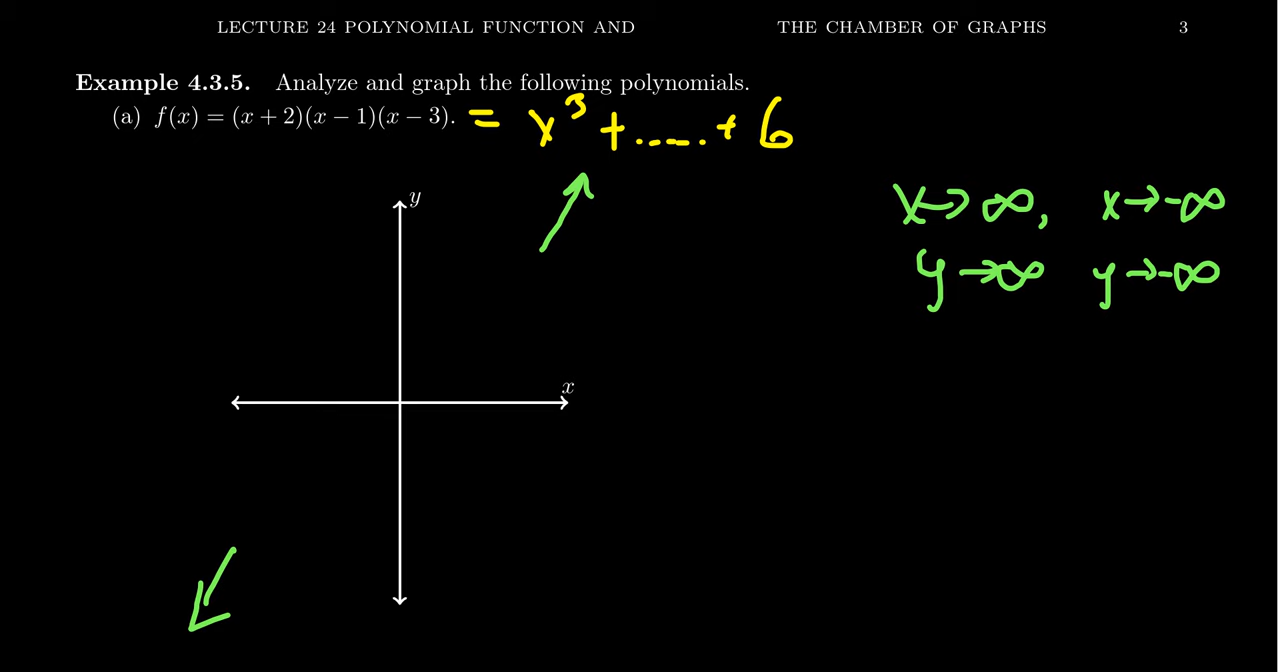 LECTURE 24 POLYNOMIAL FUNCTION AND THE CHAMBER OF GRAPHS 3
Example 4.3.5. Analyze and graph the following polynomials.
(a) f(x) = (x + 2)(x − 1)(x − 3). = x³ + ..... + 6
x → ∞, x → -∞
y → ∞ y → -∞
y
x